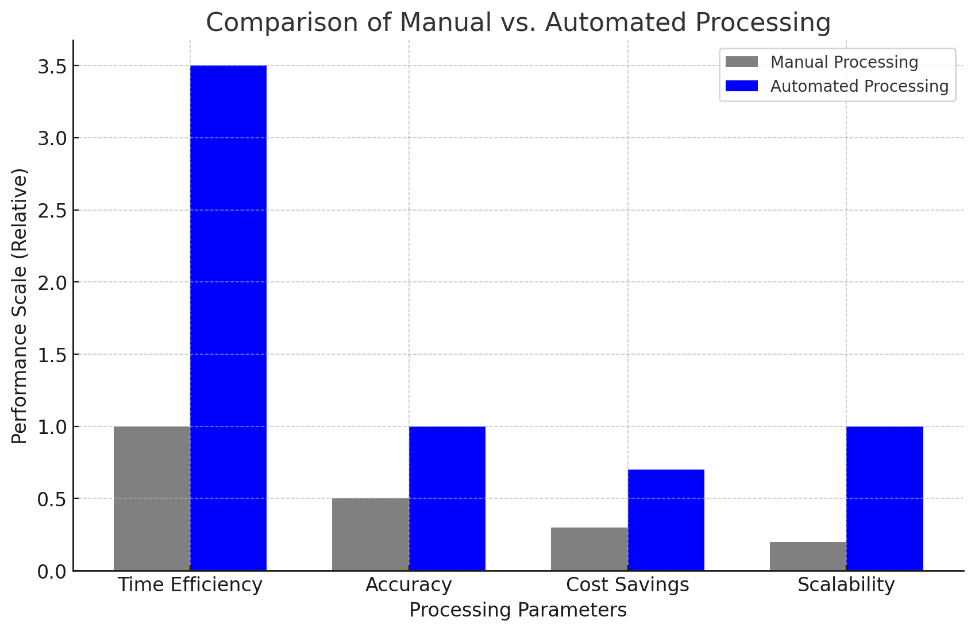 Comparison of Manual vs. Automated Processing
Manual Processing
Automated Processing
Performance Scale (Relative)
3.5
3.0
2.5
2.0
1.5
1.0
0.5
0.0
Time Efficiency
Accuracy
Cost Savings
Scalability
Processing Parameters